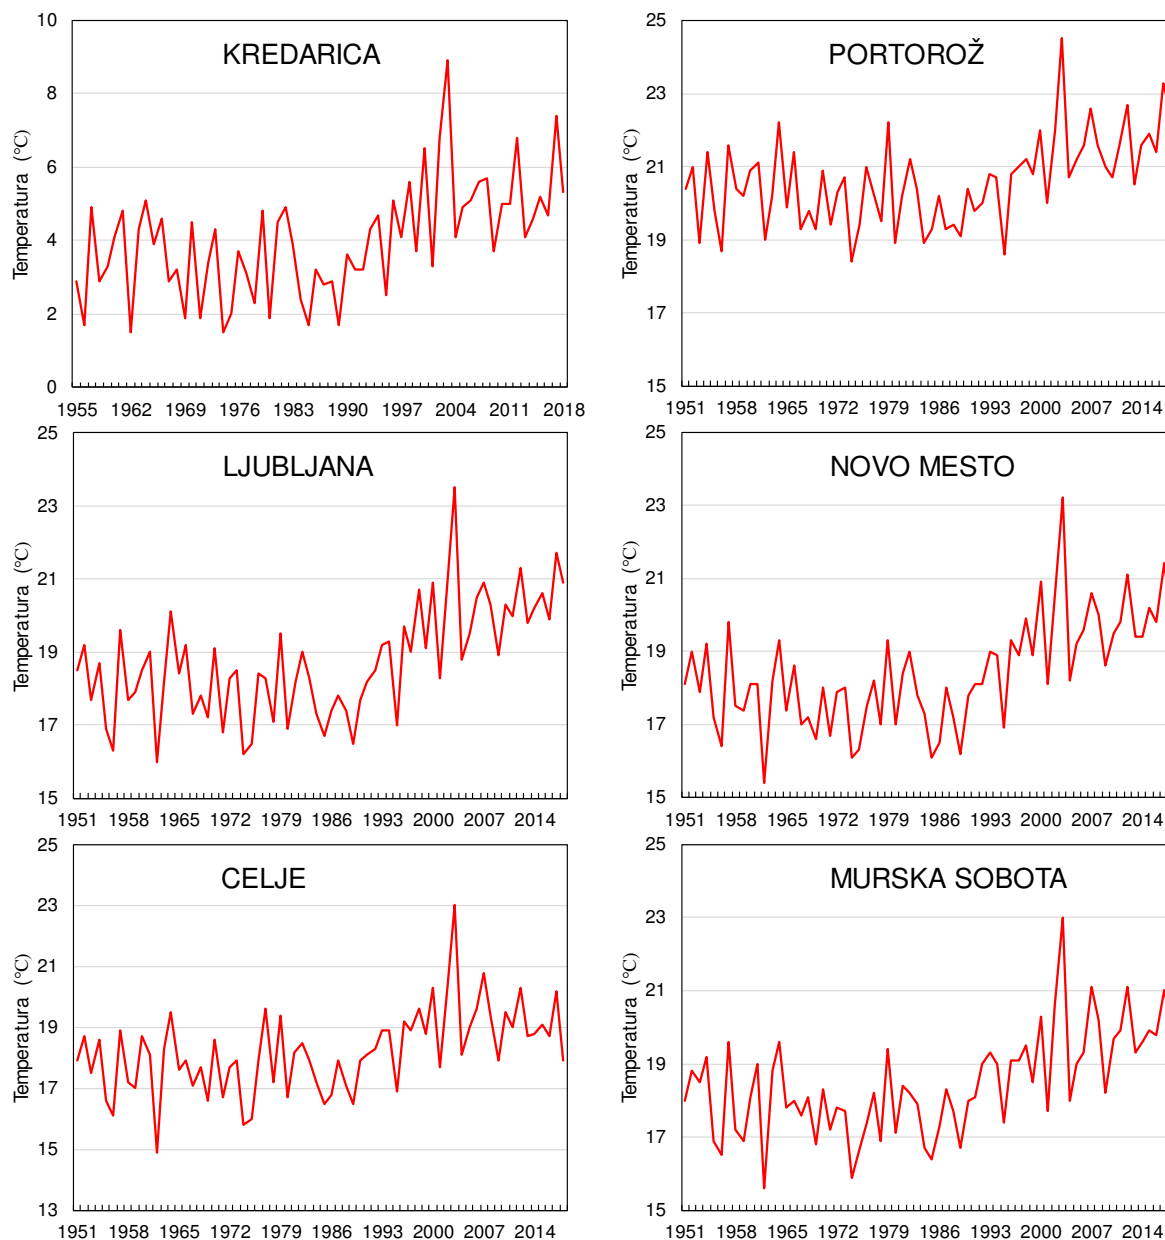 KREDARICA
Temperatura (°C)
10
8
6
4
2
0
1955 1962 1969 1976 1983 1990 1997 2004 2011 2018
PORTOROŽ
Temperatura (°C)
25
23
21
19
17
15
1951 1958 1965 1972 1979 1986 1993 2000 2007 2014
LJUBLJANA
Temperatura (°C)
25
23
21
19
17
15
1951 1958 1965 1972 1979 1986 1993 2000 2007 2014
NOVO MESTO
Temperatura (°C)
25
23
21
19
17
15
1951 1958 1965 1972 1979 1986 1993 2000 2007 2014
CELJE
Temperatura (°C)
25
23
21
19
17
15
13
1951 1958 1965 1972 1979 1986 1993 2000 2007 2014
MURSKA SOBOTA
Temperatura (°C)
25
23
21
19
17
15
1951 1958 1965 1972 1979 1986 1993 2000 2007 2014